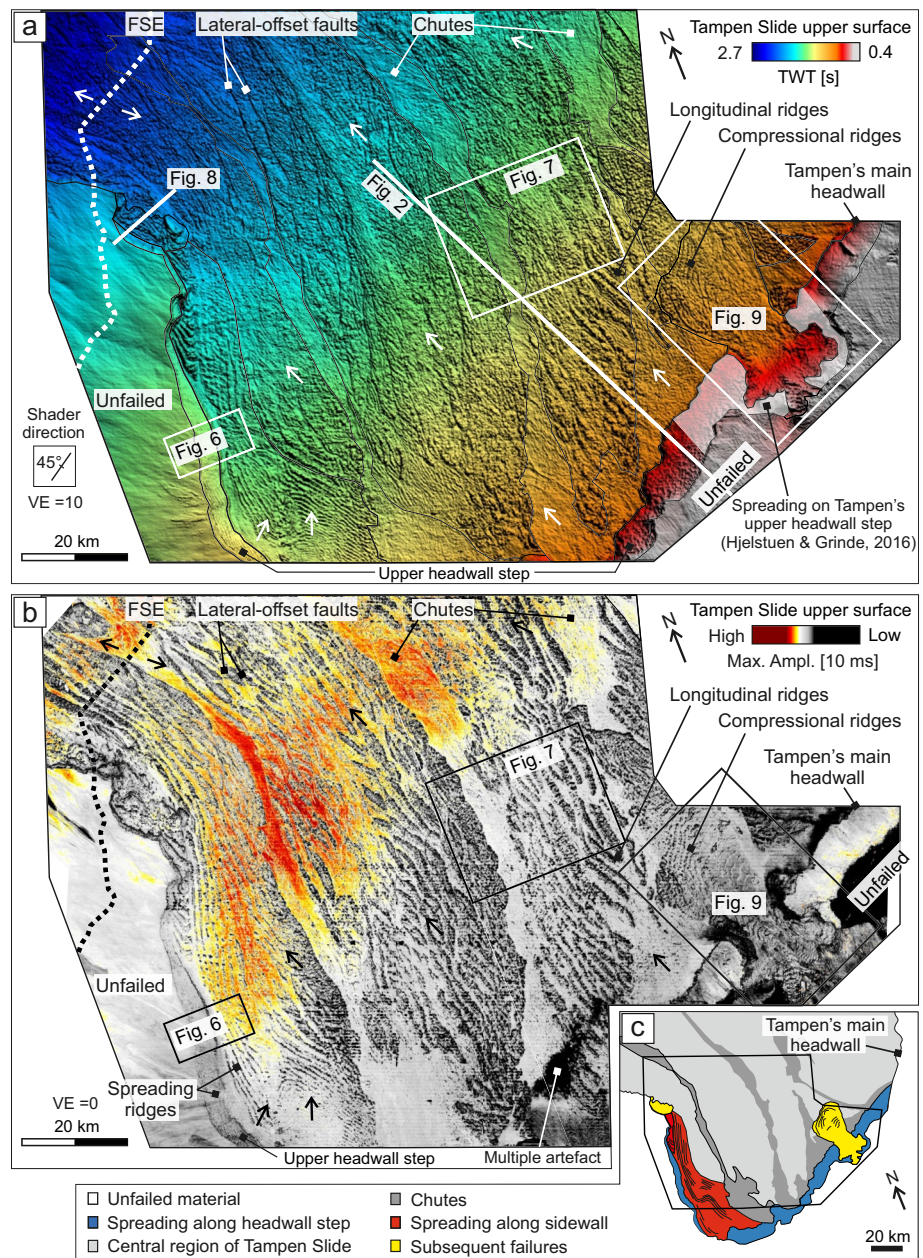 a
FSE
Lateral-offset faults
Chutes
N
Tampen Slide upper surface
2.7
0.4
TWT [s]
Longitudinal ridges
Compressional ridges
Tampen's main
headwall
Fig. 8
Fig. 2
Fig. 7
Fig. 9
Unfailed
Shader
direction
45°
VE =10
Fig. 6
Unfailed
Spreading on Tampen's
upper headwall step
(Hjelstuen & Grinde, 2016)
20 km
Upper headwall step
b
FSE
Lateral-offset faults
Chutes
N
Tampen Slide upper surface
High
Low
Max. Ampl. [10 ms]
Longitudinal ridges
Compressional ridges
Tampen's main
headwall
Fig. 7
Unfailed
Fig. 9
Unfailed
Fig. 6
Spreading
ridges
VE =0
20 km
Upper headwall step
Multiple artefact
c
Tampen's main
headwall
N
20 km
Unfailed material
Chutes
Spreading along headwall step
Spreading along sidewall
Central region of Tampen Slide
Subsequent failures